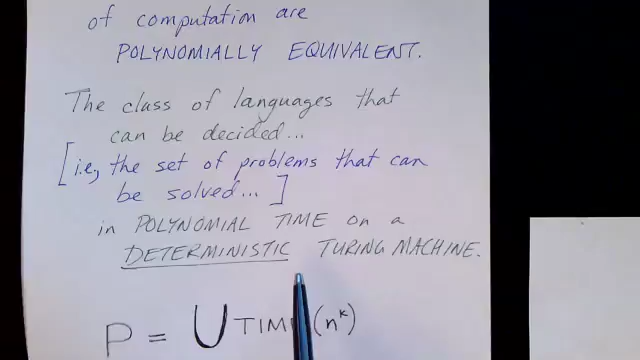 of computation are
POLYNOMIALLY EQUIVALENT.
The class of languages that
can be decided...
[i.e., the set of problems that can
be solved...]
in POLYNOMIAL TIME on a
DETERMINISTIC TURING MACHINE.
P = ∪ TIM (nᵏ)